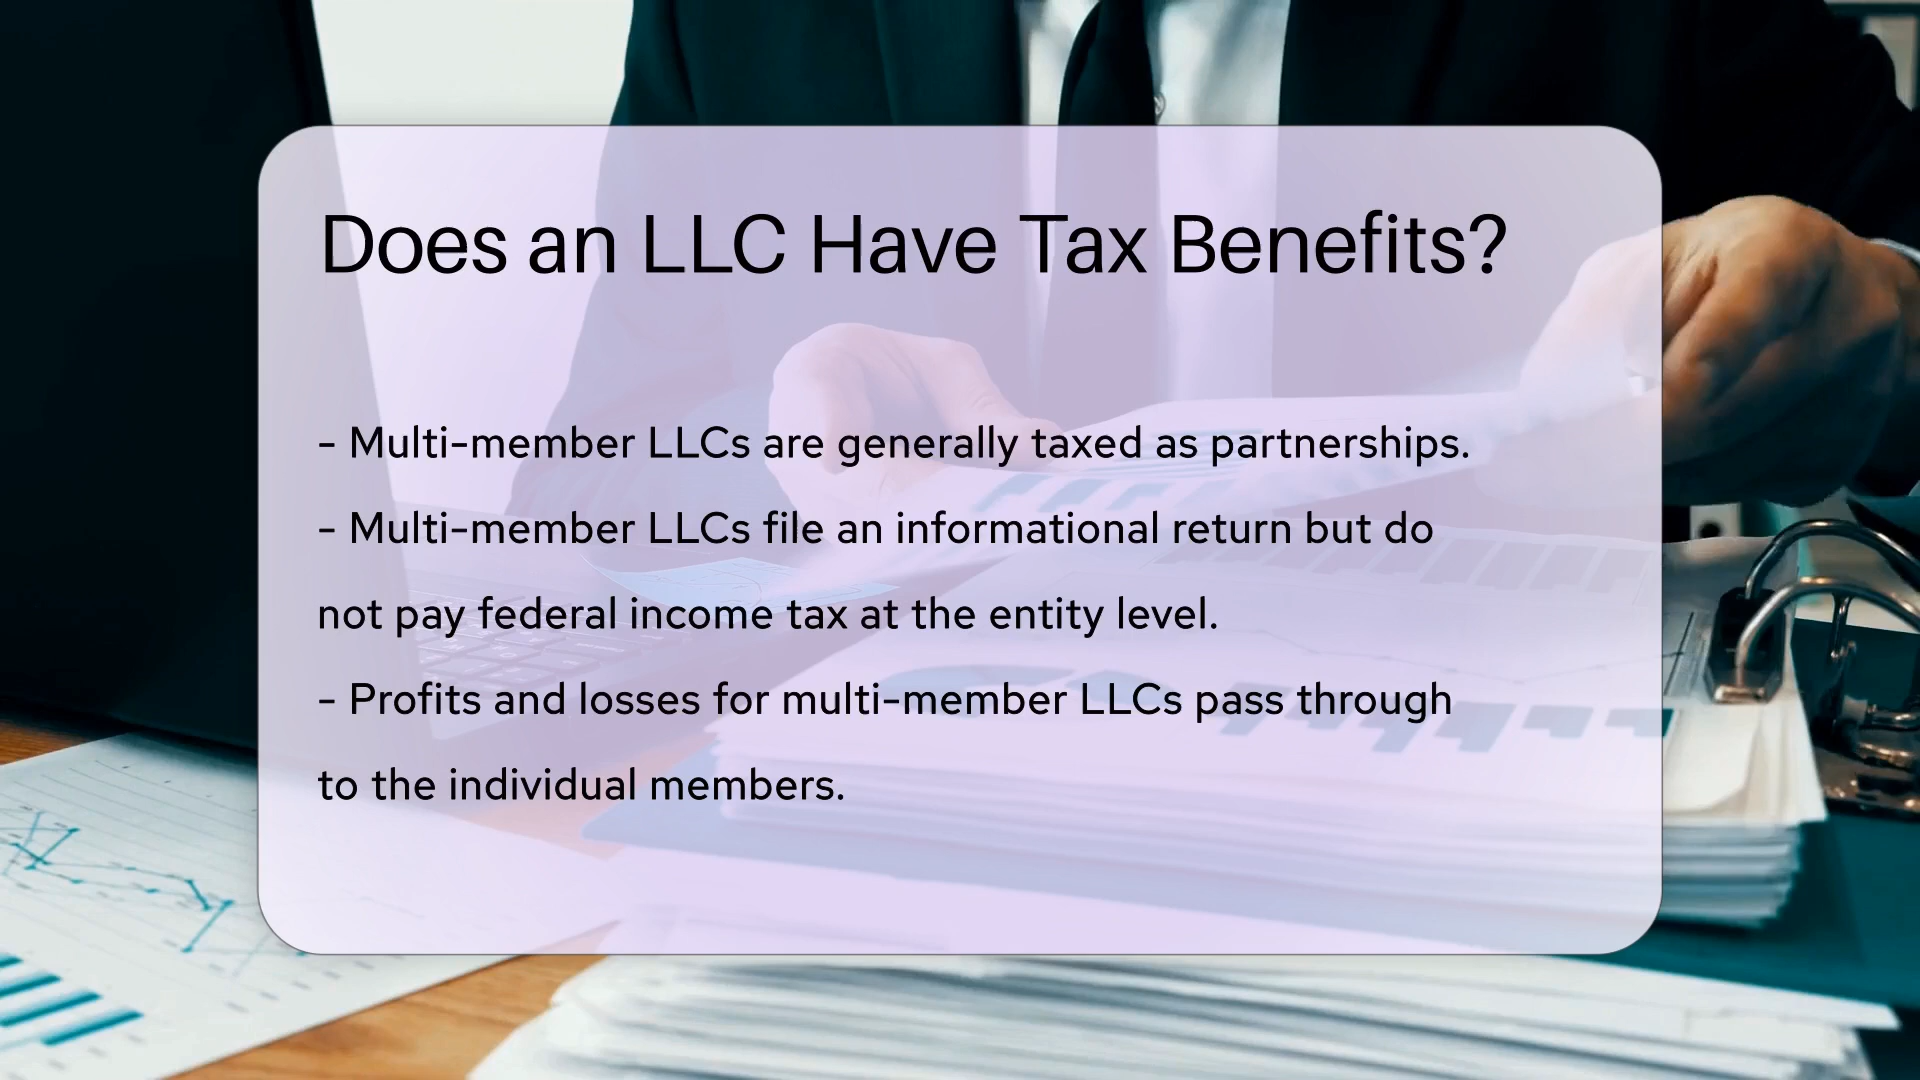 Does an LLC Have Tax Benefits?
- Multi-member LLCs are generally taxed as partnerships.
- Multi-member LLCs file an informational return but do
not pay federal income tax at the entity level.
- Profits and losses for multi-member LLCs pass through
to the individual members.